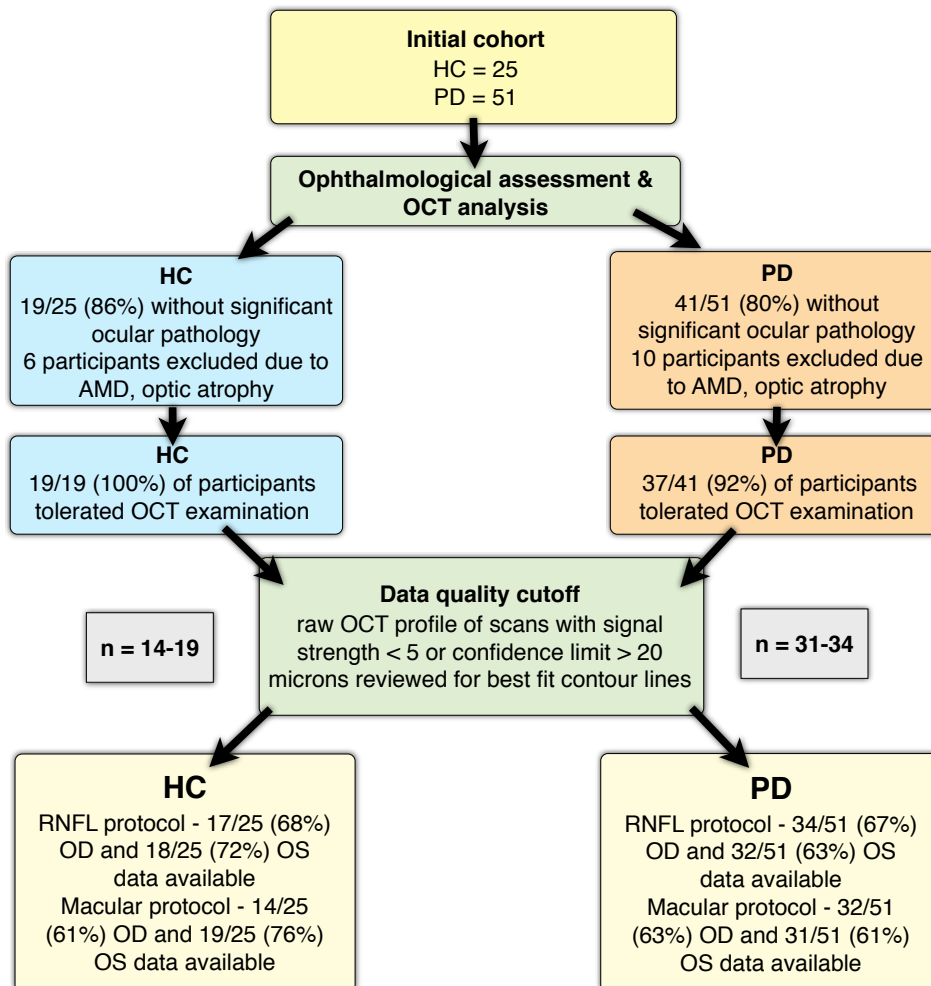 Initial cohort
HC = 25
PD = 51
Ophthalmological assessment &
OCT analysis
HC
19/25 (86%) without significant
ocular pathology
6 participants excluded due to
AMD, optic atrophy
PD
41/51 (80%) without
significant ocular pathology
10 participants excluded due
to AMD, optic atrophy
HC
19/19 (100%) of participants
tolerated OCT examination
PD
37/41 (92%) of participants
tolerated OCT examination
Data quality cutoff
raw OCT profile of scans with signal
strength < 5 or confidence limit > 20
microns reviewed for best fit contour lines
n = 14-19
n = 31-34
HC
RNFL protocol - 17/25 (68%)
OD and 18/25 (72%) OS
data available
Macular protocol - 14/25
(61%) OD and 19/25 (76%)
OS data available
PD
RNFL protocol - 34/51 (67%)
OD and 32/51 (63%) OS
data available
Macular protocol - 32/51
(63%) OD and 31/51 (61%)
OS data available